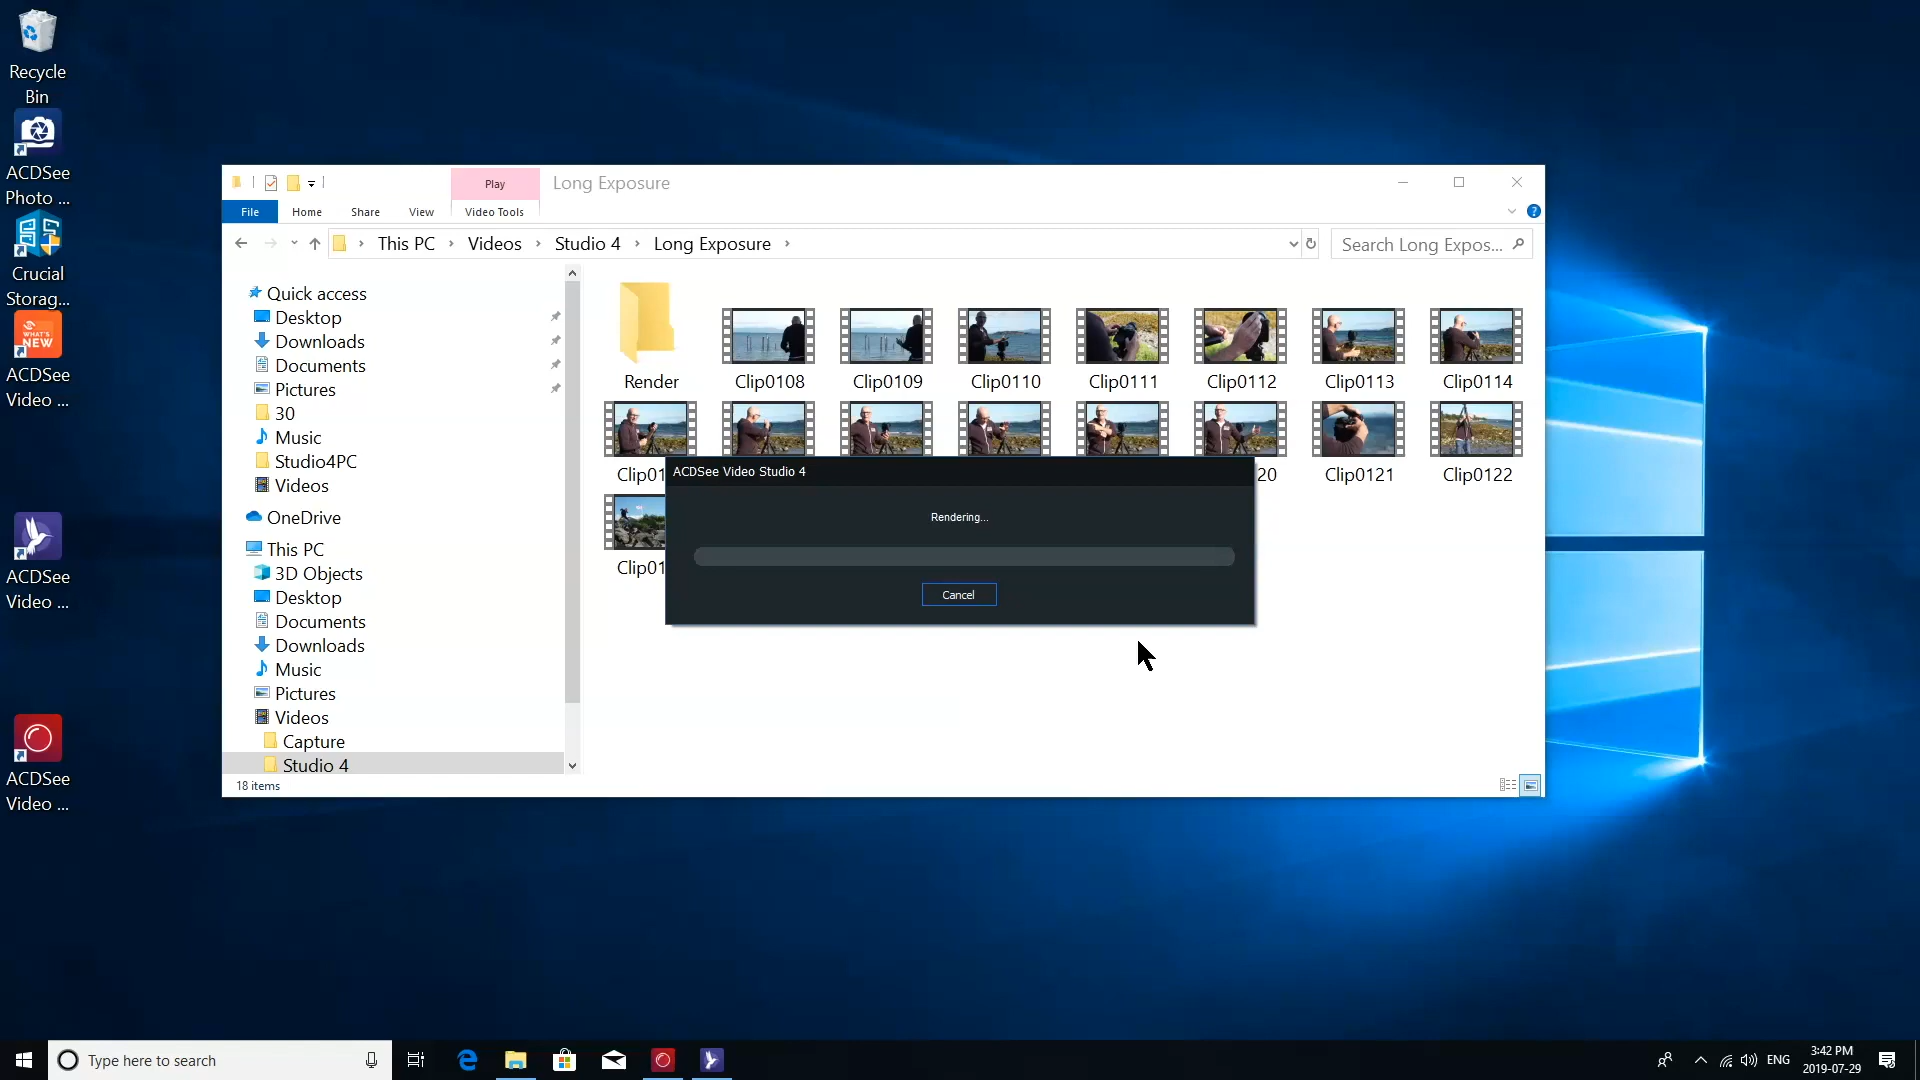 Recycle
Bin
ACDSee
Photo ...
Crucial
Storag...
WHAT'S
NEW
ACDSee
Video ...
ACDSee
Video ...
ACDSee
Video ...
Play
Long Exposure
File
Home
Share
View
Video Tools
This PC
Videos
Studio 4
Long Exposure
Search Long Expos...
Quick access
Desktop
Downloads
Documents
Pictures
30
Music
Studio4PC
Videos
OneDrive
This PC
3D Objects
Desktop
Documents
Downloads
Music
Pictures
Videos
Capture
Studio 4
Render
Clip0108
Clip0109
Clip0110
Clip0111
Clip0112
Clip0113
Clip0114
Clip01
20
Clip0121
Clip0122
Clip01
ACDSee Video Studio 4
Rendering...
Cancel
18 items
Type here to search
ENG
3:42 PM
2019-07-29